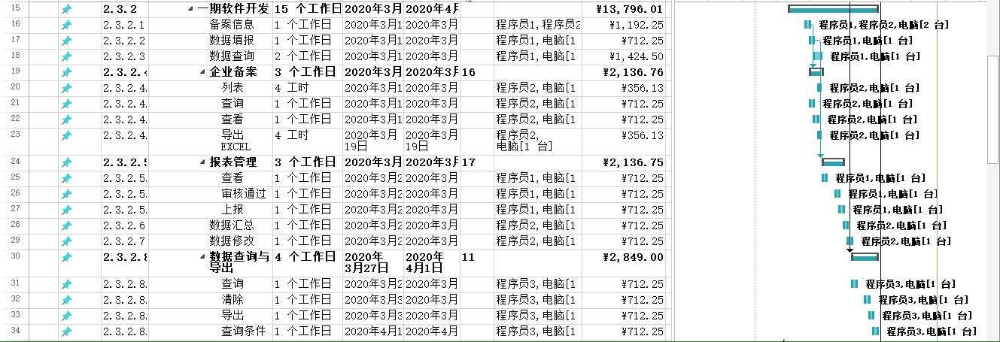 15 2.3.2 一期软件开发 15 个工作日 2020年3月 2020年4月 ¥13,796.01
16 2.3.2.1 备案信息 1 个工作日 2020年3月1 2020年3月 程序员1,程序员2 ¥1,192.25 程序员1,程序员2,电脑[2 台]
17 2.3.2.2 数据填报 1 个工作日 2020年3月1 2020年3月 程序员1,电脑[1 ¥712.25 程序员1,电脑[1 台]
18 2.3.2.3 数据查询 2 个工作日 2020年3月1 2020年3月 程序员1,电脑[1 ¥1,424.50 程序员1,电脑[1 台]
19 2.3.2.4 企业备案 3 个工作日 2020年3月 2020年3月 16 ¥2,136.76
20 2.3.2.4. 列表 4 工时 2020年3月1 2020年3月 程序员2,电脑[1 ¥356.13 程序员2,电脑[1 台]
21 2.3.2.4. 查询 1 个工作日 2020年3月1 2020年3月 程序员2,电脑[1 ¥712.25 程序员2,电脑[1 台]
22 2.3.2.4. 查看 1 个工作日 2020年3月1 2020年3月 程序员2,电脑[1 ¥712.25 程序员2,电脑[1 台]
23 2.3.2.4. 导出 4 工时 2020年3月 2020年3月 程序员2, ¥356.13 程序员2,电脑[1 台]
EXCEL 19日 19日 电脑[1 台]
24 2.3.2.5 报表管理 3 个工作日 2020年3月 2020年3月 17 ¥2,136.75
25 2.3.2.5. 查看 1 个工作日 2020年3月2 2020年3月 程序员1,电脑[1 ¥712.25 程序员1,电脑[1 台]
26 2.3.2.5. 审核通过 1 个工作日 2020年3月2 2020年3月 程序员1,电脑[1 ¥712.25 程序员1,电脑[1 台]
27 2.3.2.5. 上报 1 个工作日 2020年3月2 2020年3月 程序员1,电脑[1 ¥712.25 程序员1,电脑[1 台]
28 2.3.2.6 数据汇总 1 个工作日 2020年3月2 2020年3月 程序员2,电脑[1 ¥712.25 程序员2,电脑[1 台]
29 2.3.2.7 数据修改 1 个工作日 2020年3月2 2020年3月 程序员2,电脑[1 ¥712.25 程序员2,电脑[1 台]
30 2.3.2.8 数据查询与 4 个工作日 2020年 2020年 11 ¥2,849.00
导出 3月27日 4月1日
31 2.3.2.8. 查询 1 个工作日 2020年3月2 2020年3月 程序员3,电脑[1 ¥712.25 程序员3,电脑[1 台]
32 2.3.2.8. 清除 1 个工作日 2020年3月3 2020年3月 程序员3,电脑[1 ¥712.25 程序员3,电脑[1 台]
33 2.3.2.8. 导出 1 个工作日 2020年3月3 2020年3月 程序员3,电脑[1 ¥712.25 程序员3,电脑[1 台]
34 2.3.2.8. 查询条件 1 个工作日 2020年4月1 2020年4月 程序员3,电脑[1 ¥712.25 程序员3,电脑[1 台]